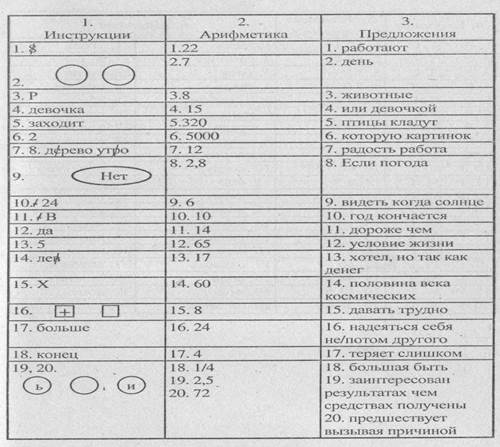 1. 2. 3.
Инструкции Арифметика Предложения
1. 1.22 1. работают
2. 2.7 2. день
3. Р 2.8 3. животные
4. девочка 4. 15 4. или девочкой
5. заходит 5.320 5. птицы кладут
6. 2 6. 5000 6. которую картинок
7. 8. дерево утро 7. 12 7. радость работа
9. Нет 8. 2,8 8. Если погода
10. 24 9. 6 9. видеть когда солнце
11. В 10. 10 10. год кончается
12. да 11. 14 11. дороже чем
13. 5 12. 65 12. условие жизни
14. лев 13. 17 13. хотел, но так как
денег
15. Х 14. 60 14. половина века
космических
16. + 15. 8 15. давать трудно
17. больше 16. 24 16. надеяться себя
не/потом другого
18. конец 17. 4 17. теряет слишком
19, 20. 18. 1/4 18. большая быть
ь , и 19. 2,5 19. заинтересован
20. 72 результатах чем
средствах получены
20. предшествует
вызывая причиной